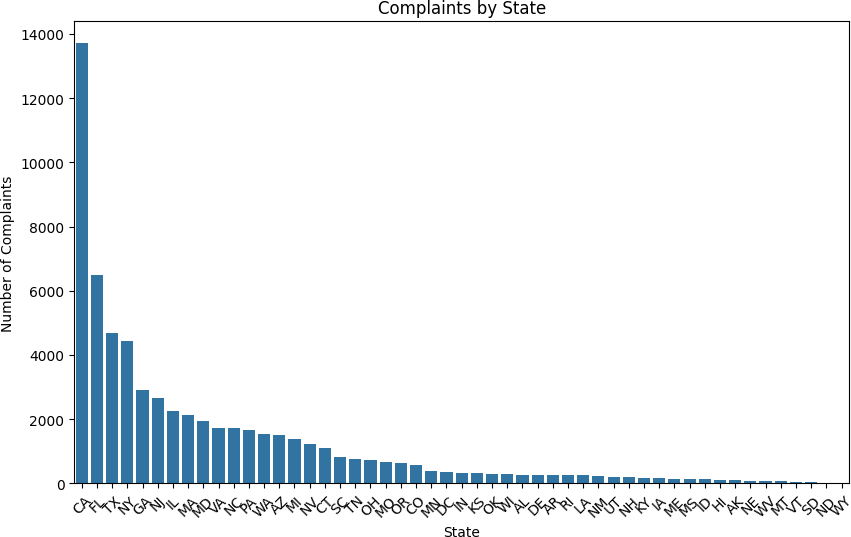 Complaints by State
Number of Complaints
14000
12000
10000
8000
6000
4000
2000
0
CA FL TX NY GA NJ IL MA MD VA NC PA WA AZ MI NV CT SC TN OH MO OR CO MN DC IN KS OK WI AL DE AR RI LA NM UT NH KY IA ME MS ID HI AK NE WV MT VT SD ND WY
State